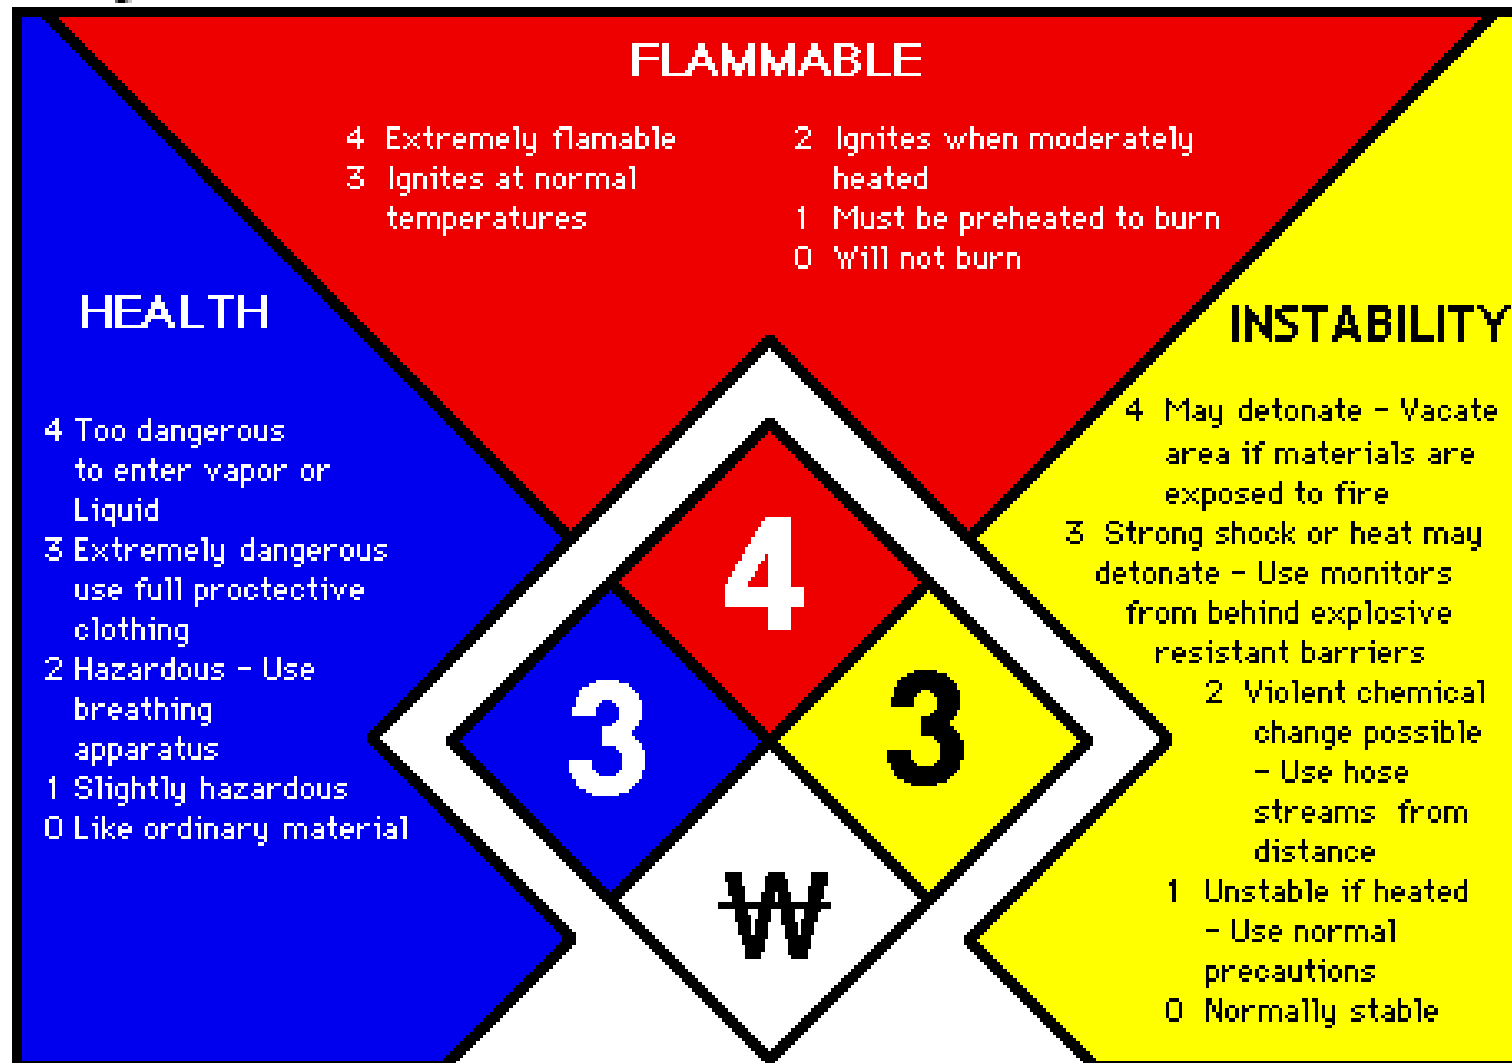 FLAMMABLE
4 Extremely flamable
3 Ignites at normal
temperatures
2 Ignites when moderately
heated
1 Must be preheated to burn
0 Will not burn
HEALTH
4 Too dangerous
to enter vapor or
Liquid
3 Extremely dangerous
use full proctective
clothing
2 Hazardous - Use
breathing
apparatus
1 Slightly hazardous
0 Like ordinary material
INSTABILITY
4 May detonate - Vacate
area if materials are
exposed to fire
3 Strong shock or heat may
detonate - Use monitors
from behind explosive
resistant barriers
2 Violent chemical
change possible
- Use hose
streams from
distance
1 Unstable if heated
- Use normal
precautions
0 Normally stable
4
3
3
W